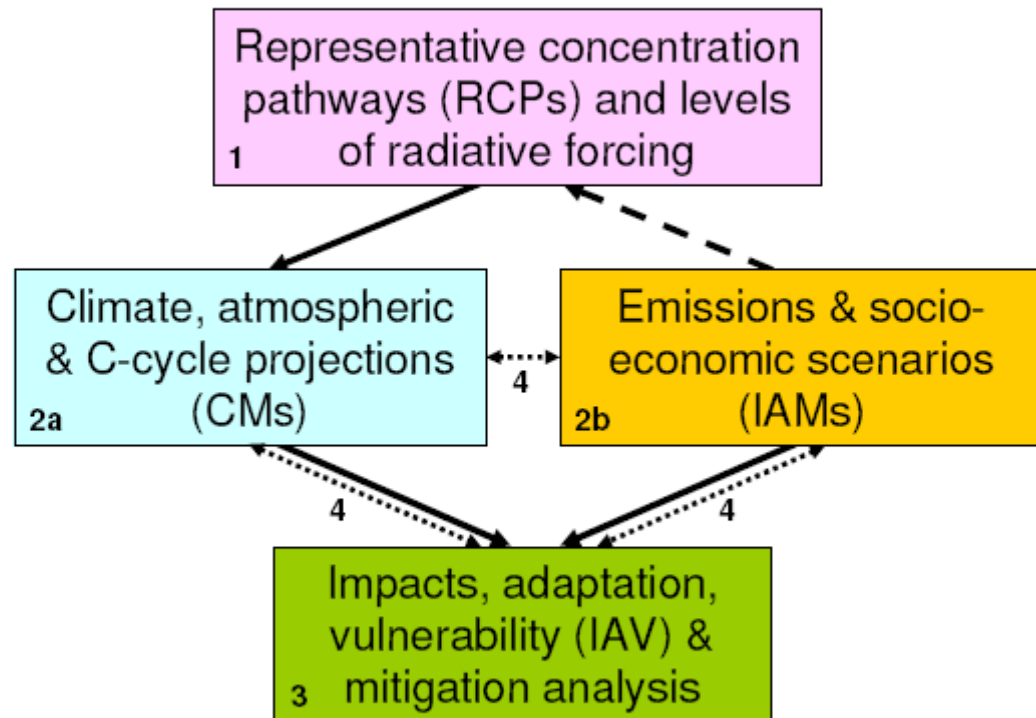 Representative concentration
pathways (RCPs) and levels
of radiative forcing
1
Climate, atmospheric
& C-cycle projections
(CMs)
2a
4
Emissions & socio-
economic scenarios
(IAMs)
2b
4
4
Impacts, adaptation,
vulnerability (IAV) &
mitigation analysis
3